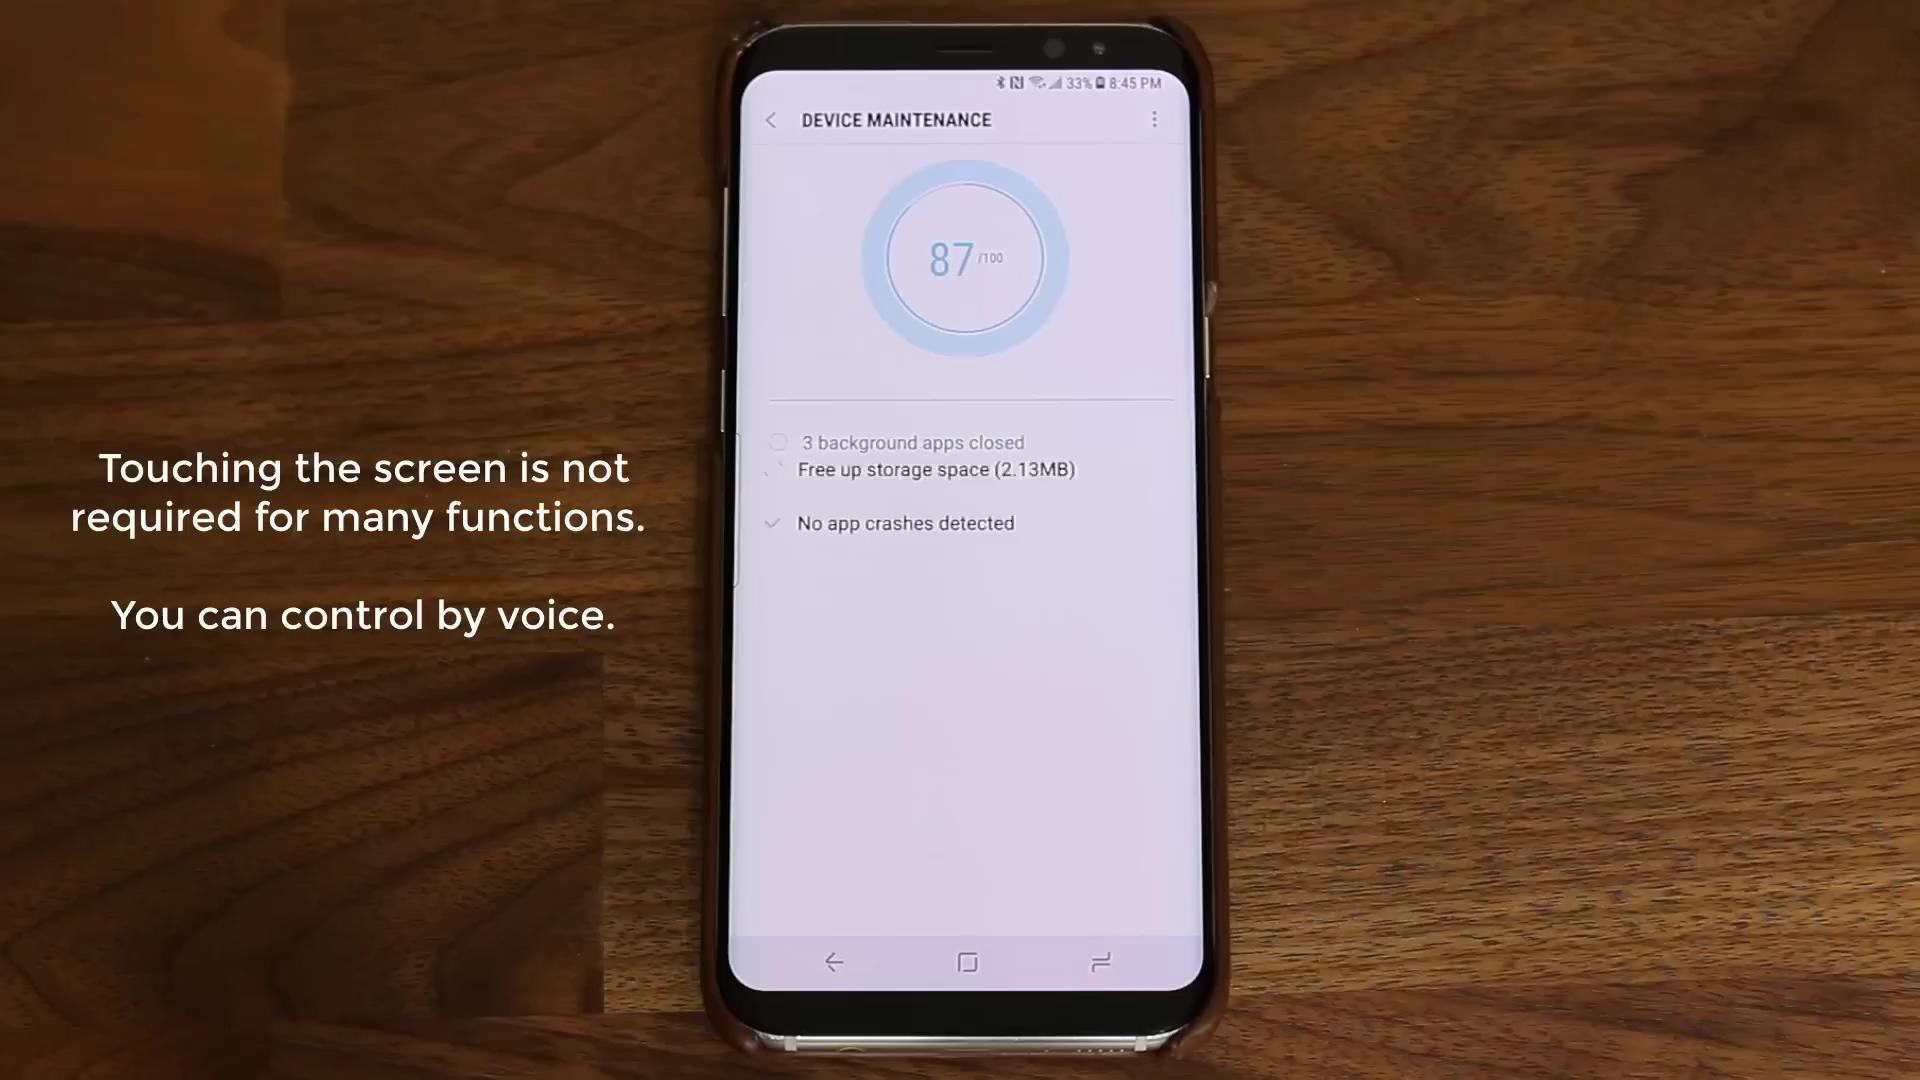 33% 8:45 PM
DEVICE MAINTENANCE
87 /100
3 background apps closed
Free up storage space (2.13MB)
No app crashes detected
Touching the screen is not
required for many functions.
You can control by voice.